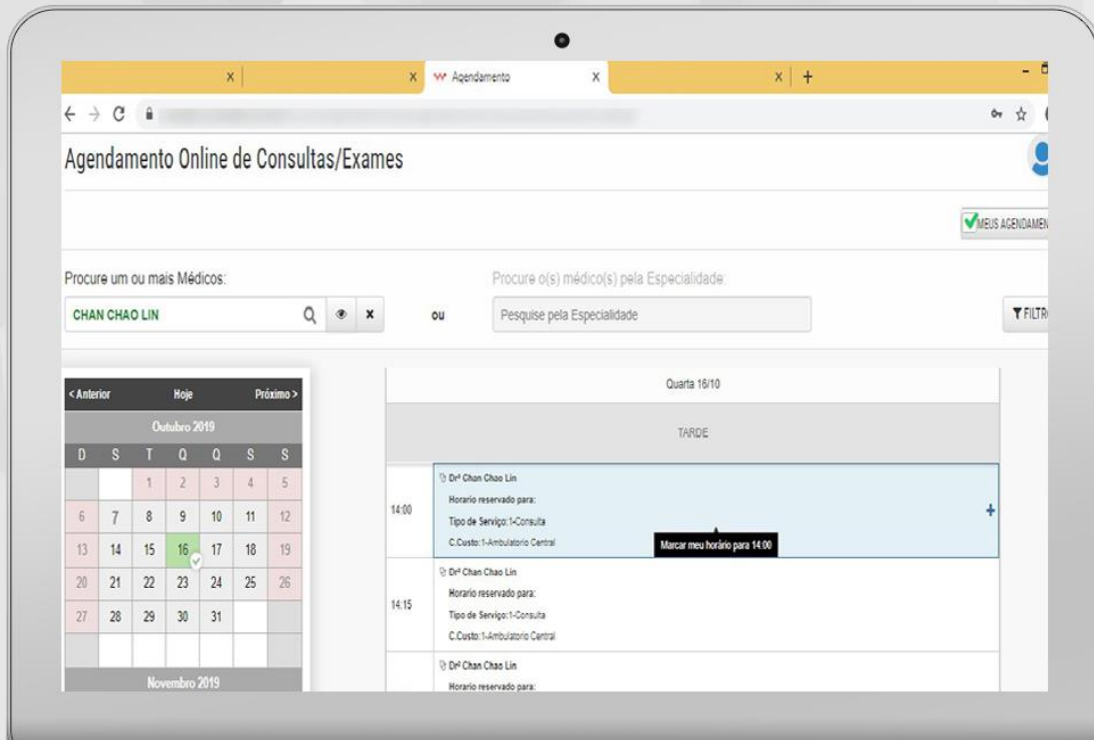 Agendamento
Agendamento Online de Consultas/Exames
MEUS AGENDAMEN
Procure um ou mais Médicos:
Procure o(s) médico(s) pela Especialidade:
CHAN CHAO LIN
ou
Pesquise pela Especialidade
FILTRO
< Anterior Hoje Próximo >
Outubro 2019
D S T Q Q S S
1 2 3 4 5
6 7 8 9 10 11 12
13 14 15 16 17 18 19
20 21 22 23 24 25 26
27 28 29 30 31
Novembro 2019
Quarta 16/10
TARDE
14:00
Drª Chan Chao Lin
Horario reservado para:
Tipo de Serviço:1-Consulta
C.Custo:1-Ambulatorio Central
Marcar meu horário para 14:00
14:15
Drª Chan Chao Lin
Horario reservado para:
Tipo de Serviço:1-Consulta
C.Custo:1-Ambulatorio Central
Drª Chan Chao Lin
Horario reservado para: